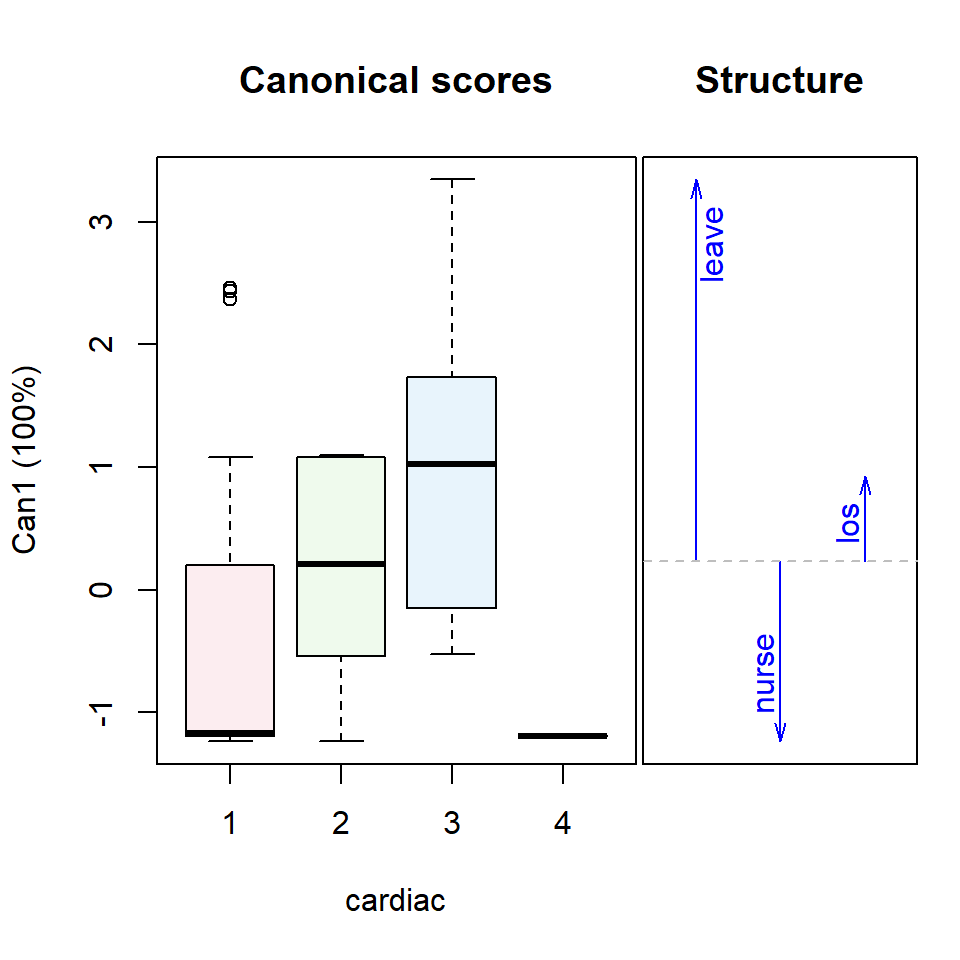 Canonical scores
Structure
Can1 (100%)
3
2
1
0
-1
1 2 3 4
cardiac
leave
los
nurse